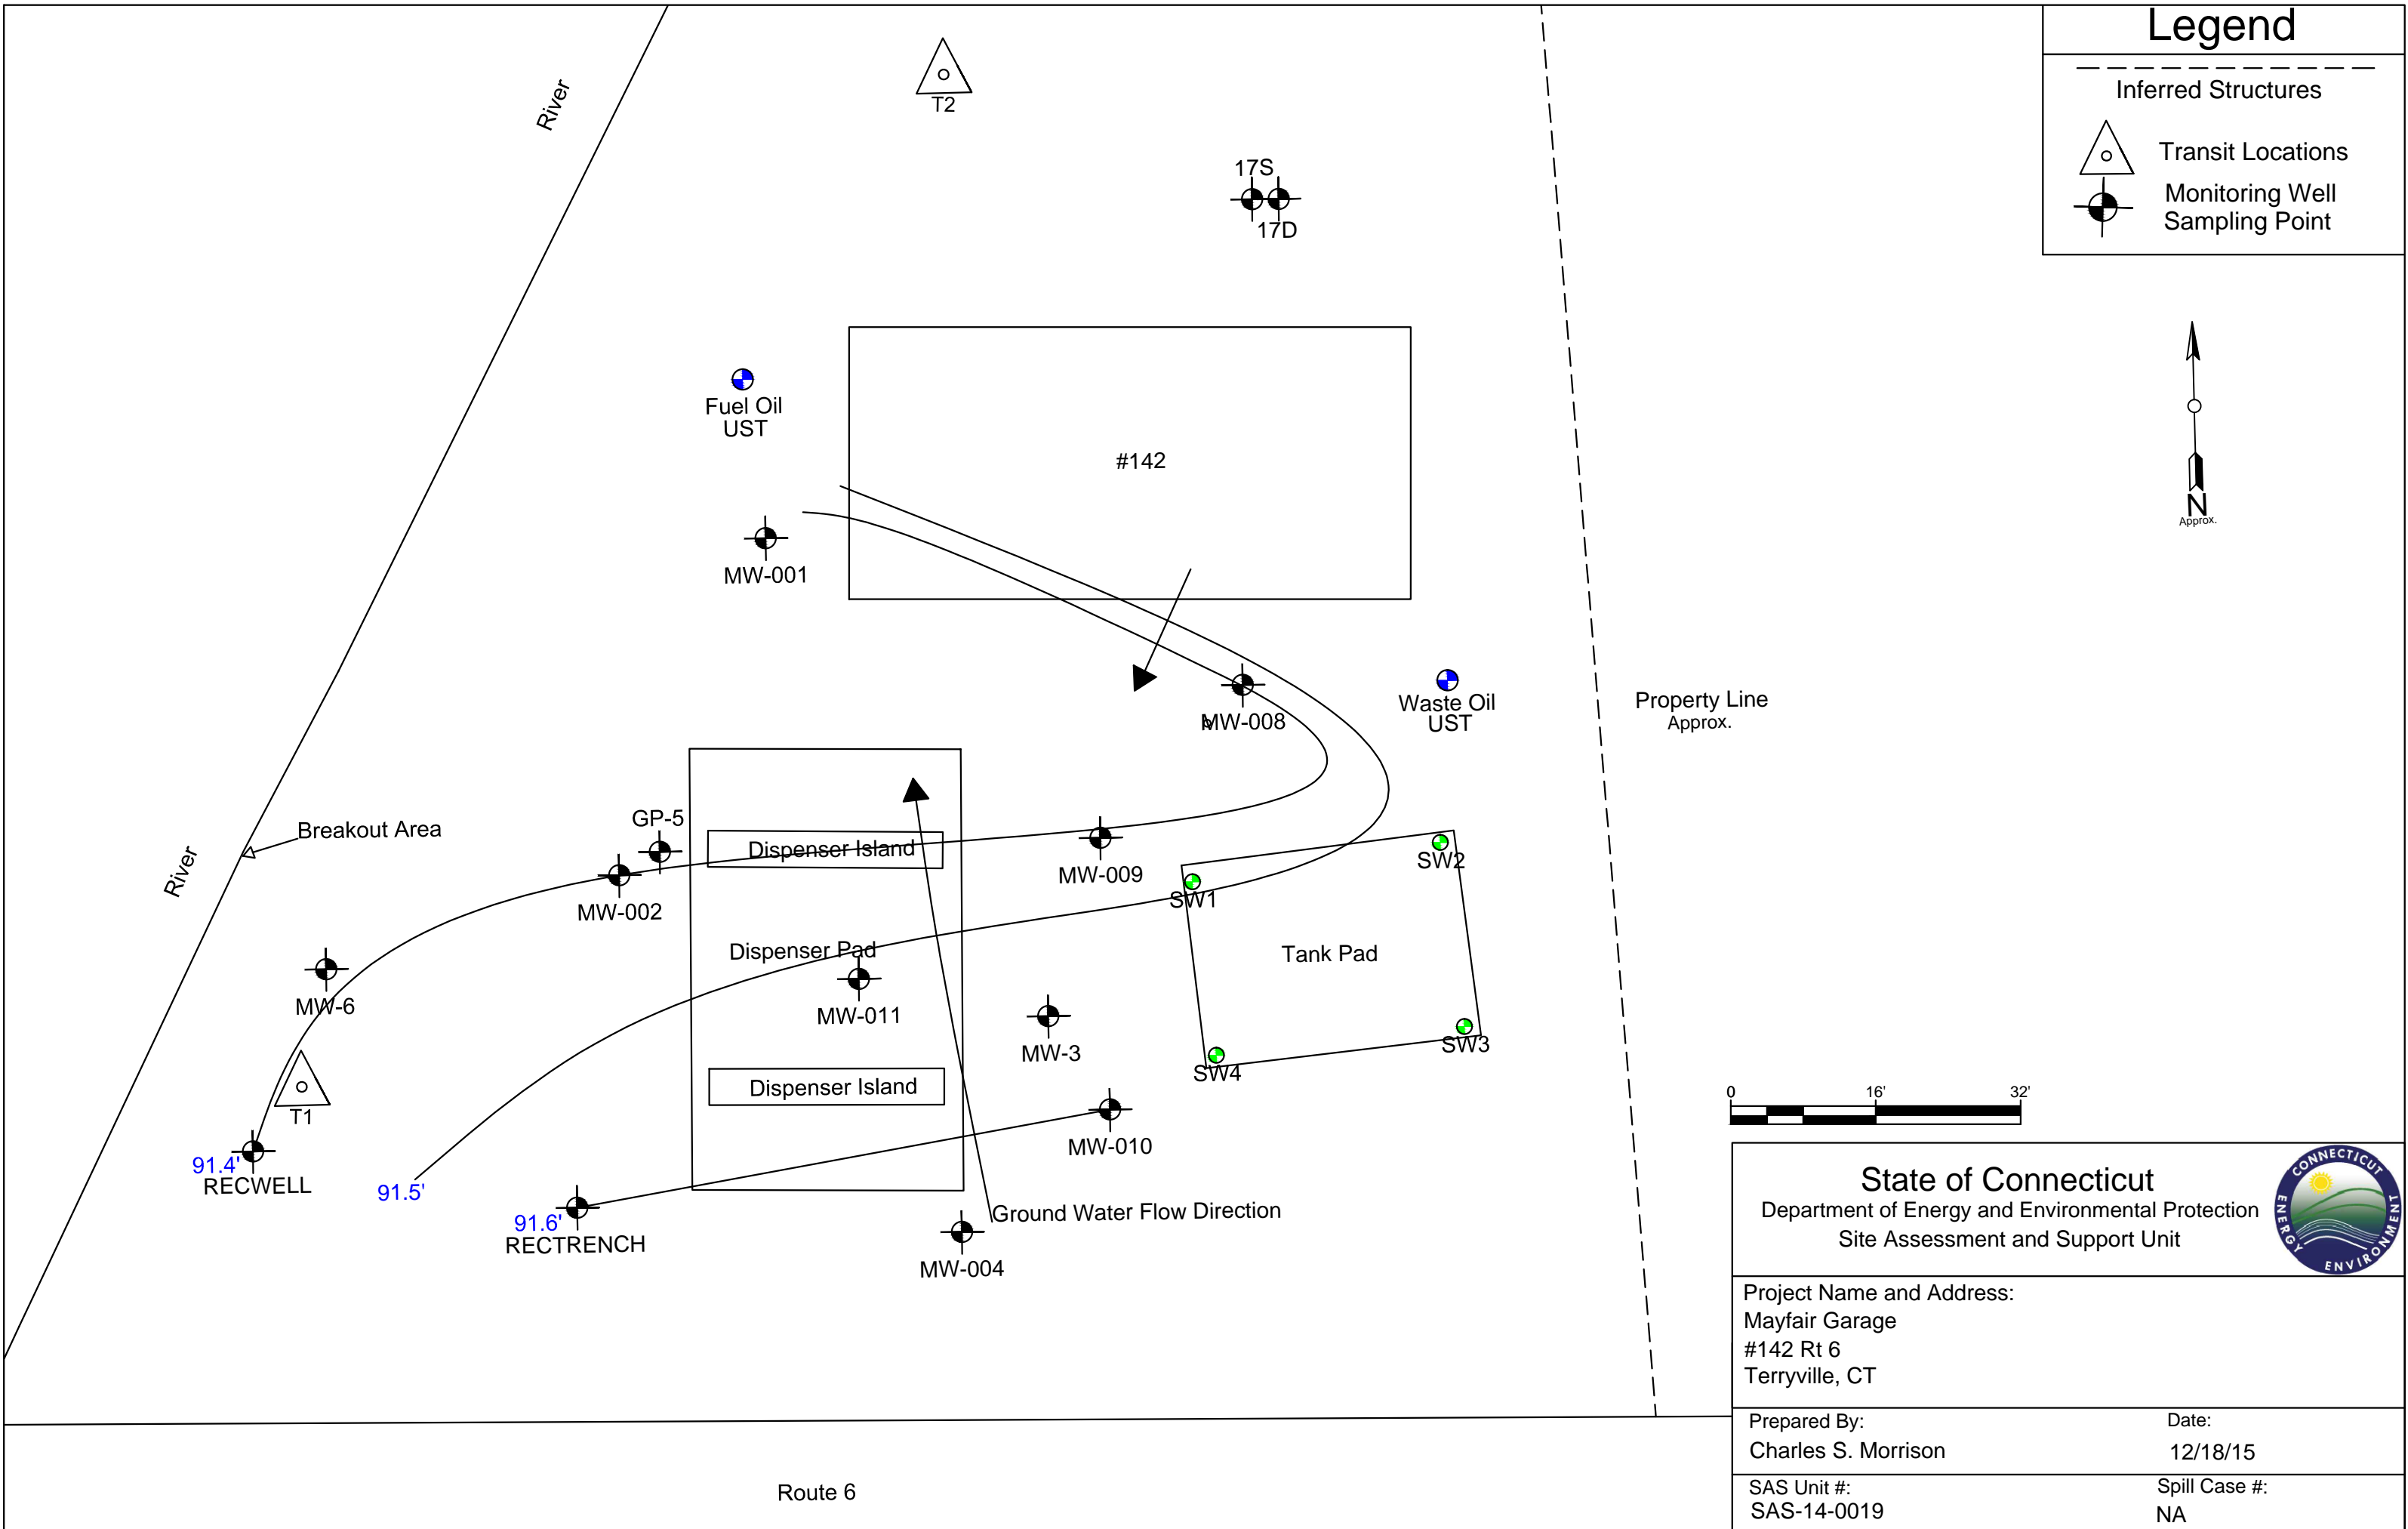 Legend
Inferred Structures
Transit Locations
Monitoring Well
Sampling Point
River
T2
17S
17D
Fuel Oil
UST
#142
N
Approx.
MW-001
MW-008
Waste Oil
UST
Property Line
Approx.
Breakout Area
River
GP-5
Dispenser Island
MW-002
MW-009
SW1
SW2
Dispenser Pad
Tank Pad
MW-6
MW-011
MW-3
SW3
SW4
Dispenser Island
T1
MW-010
91.4'
RECWELL
91.5'
91.6'
RECTRENCH
Ground Water Flow Direction
MW-004
0 16' 32'
State of Connecticut
Department of Energy and Environmental Protection
Site Assessment and Support Unit
CONNECTICUT
ENERGY
ENVIRONMENT
Project Name and Address:
Mayfair Garage
#142 Rt 6
Terryville, CT
Prepared By:
Charles S. Morrison
Date:
12/18/15
SAS Unit #:
SAS-14-0019
Spill Case #:
NA
Route 6